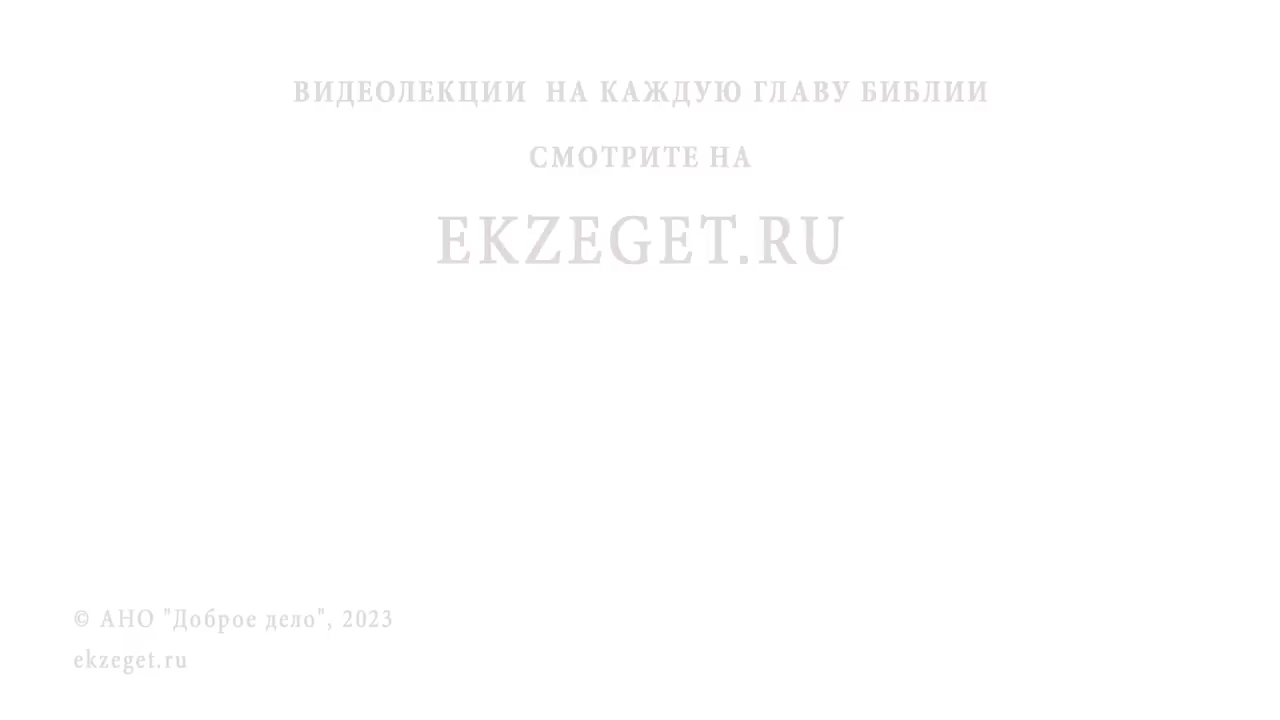 ВИДЕОЛЕКЦИИ НА КАЖДУЮ ГЛАВУ БИБЛИИ
СМОТРИТЕ НА
EKZEGET.RU
© АНО "Доброе дело", 2023
ekzeget.ru